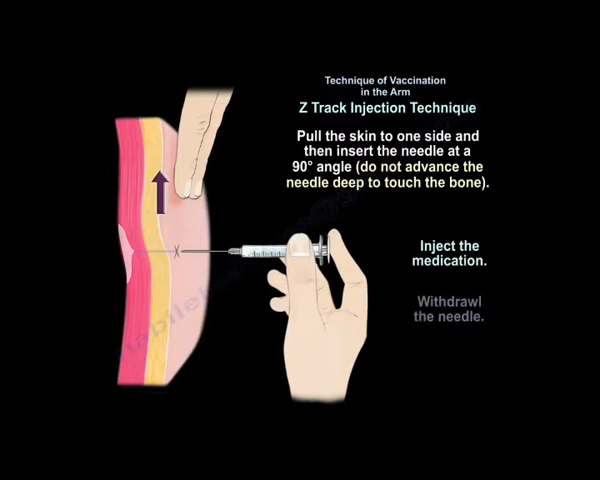 Technique of Vaccination
in the Arm
Z Track Injection Technique
Pull the skin to one side and
then insert the needle at a
90° angle (do not advance the
needle deep to touch the bone).
Inject the
medication.
Withdrawl
the needle.